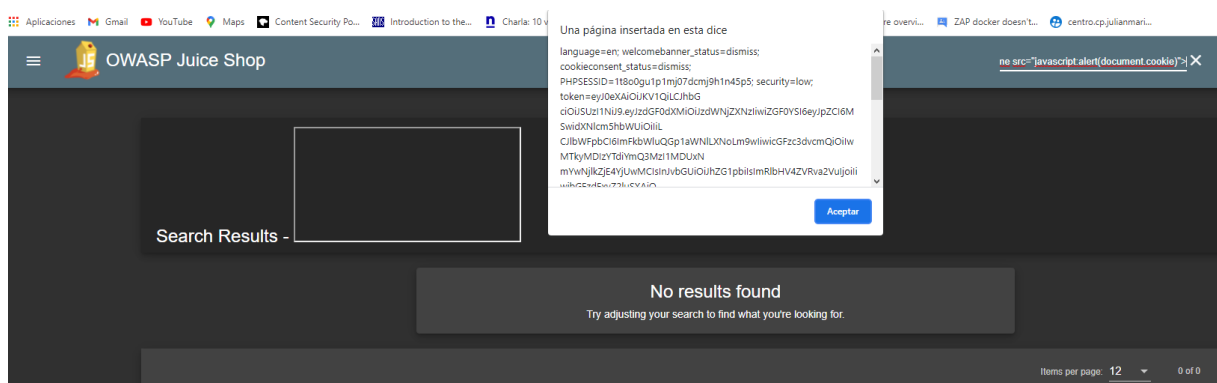 Aplicaciones Gmail YouTube Maps Content Security Po... Introduction to the... Charla: 10 v
re overvi... ZAP docker doesn't... centro.cp.julianmari...
OWASP Juice Shop
ne src="javascript:alert(document.cookie)">
Una página insertada en esta dice
language=en; welcomebanner_status=dismiss;
cookieconsent_status=dismiss;
PHPSESSID=1t8o0gu1p1mj07dcmj9h1n45p5; security=low;
token=eyJ0eXAiOiJKV1QiLCJhbG
ciOiJSUzI1NiJ9.eyJzdGF0dXMiOiJzdWNjZXNzIiwiZGF0YSI6eyJpZCI6M
SwidXNlcm5hbWUiOiIiL
CJlbWFpbCI6ImFkbWluQGp1aWNlLXNoLm9wIiwicGFzc3dvcmQiOiIw
MTkyMDIzYTdiYmQ3MzI1MDUxN
mYwNjlkZjE4YjUwMCIsInJvbGUiOiJhZG1pbiIsImRlbHV4ZVRva2VuIjoiIi
Aceptar
Search Results -
No results found
Try adjusting your search to find what you're looking for.
Items per page: 12 0 of 0